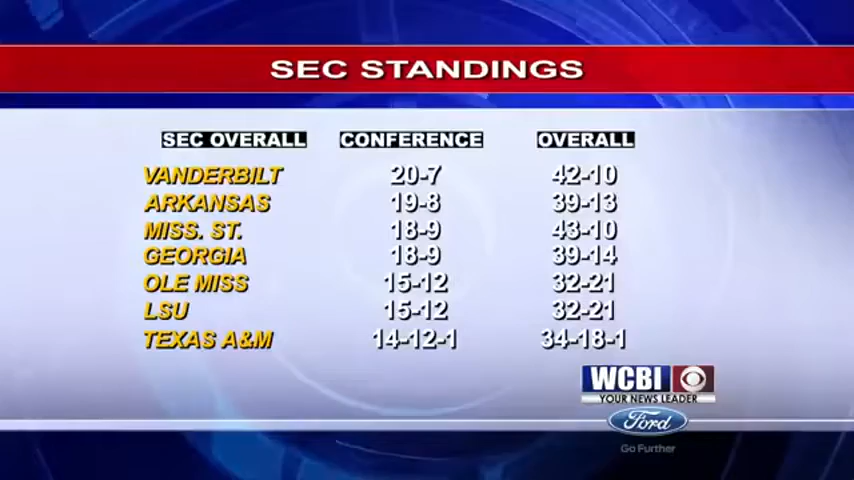 SEC STANDINGS
SEC OVERALL CONFERENCE OVERALL
VANDERBILT 20-7 42-10
ARKANSAS 19-8 39-13
MISS. ST. 18-9 43-10
GEORGIA 18-9 39-14
OLE MISS 15-12 32-21
LSU 15-12 32-21
TEXAS A&M 14-12-1 34-18-1
WCBI
YOUR NEWS LEADER
Ford
Go Further